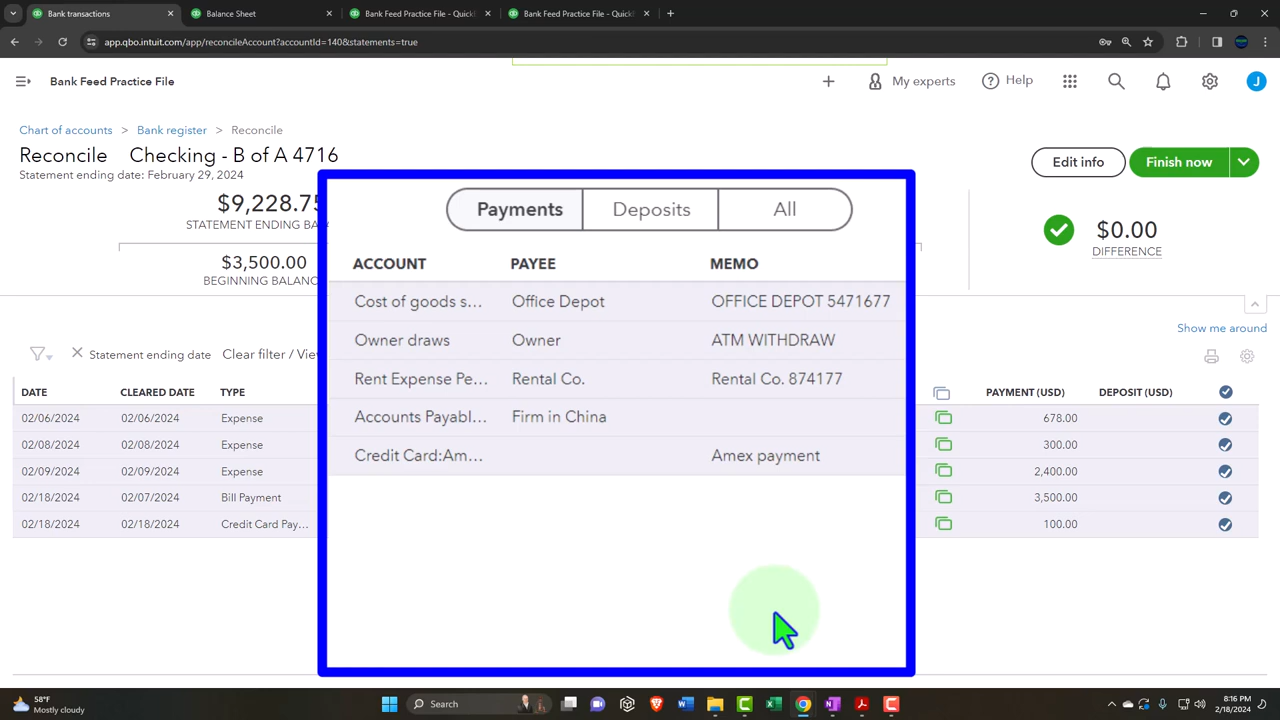 Bank transactions
Balance Sheet
Bank Feed Practice File - Quick
Bank Feed Practice File - Quick
app.qbo.intuit.com/app/reconcileAccount?accountId=140&statements=true
Bank Feed Practice File
My experts
Help
J
Chart of accounts > Bank register > Reconcile
Reconcile Checking - B of A 4716
Statement ending date: February 29, 2024
Edit info
Finish now
$9,228.75
STATEMENT ENDING BA
$3,500.00
BEGINNING BALANC
$0.00
DIFFERENCE
Show me around
Statement ending date
Clear filter / View
Payments
Deposits
All
ACCOUNT PAYEE MEMO
Cost of goods s... Office Depot OFFICE DEPOT 5471677
Owner draws Owner ATM WITHDRAW
Rent Expense Pe... Rental Co. Rental Co. 874177
Accounts Payabl... Firm in China
Credit Card:Am... Amex payment
DATE CLEARED DATE TYPE PAYMENT (USD) DEPOSIT (USD)
02/06/2024 02/06/2024 Expense 678.00
02/08/2024 02/08/2024 Expense 300.00
02/09/2024 02/09/2024 Expense 2,400.00
02/18/2024 02/07/2024 Bill Payment 3,500.00
02/18/2024 02/18/2024 Credit Card Pay... 100.00
58°F
Mostly cloudy
Search
8:16 PM
2/18/2024